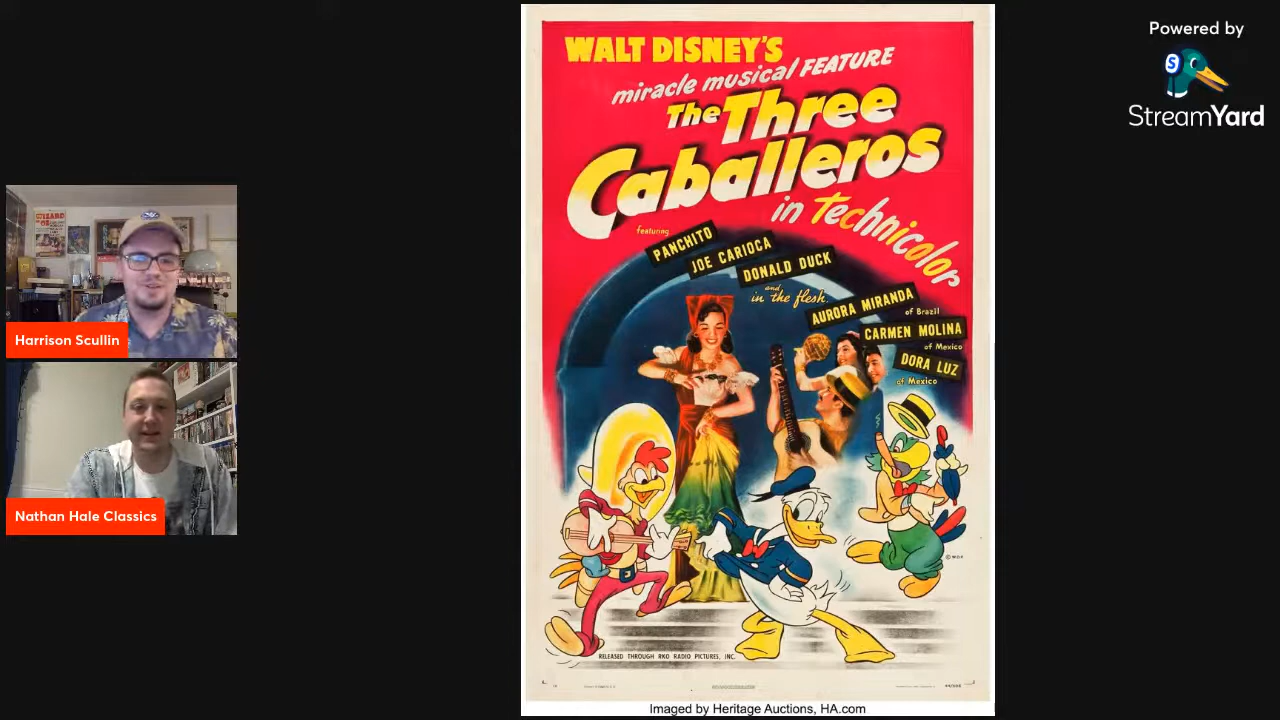 WALT DISNEY'S
miracle musical FEATURE
The Three
Caballeros
in Technicolor
featuring
PANCHITO
JOE CARIOCA
DONALD DUCK
and
in the flesh
AURORA MIRANDA
of Brazil
CARMEN MOLINA
of Mexico
DORA LUZ
of Mexico
RELEASED THROUGH RKO RADIO PICTURES, INC.
Imaged by Heritage Auctions, HA.com
Powered by
S
StreamYard
WIZARD
Harrison Scullin
Nathan Hale Classics